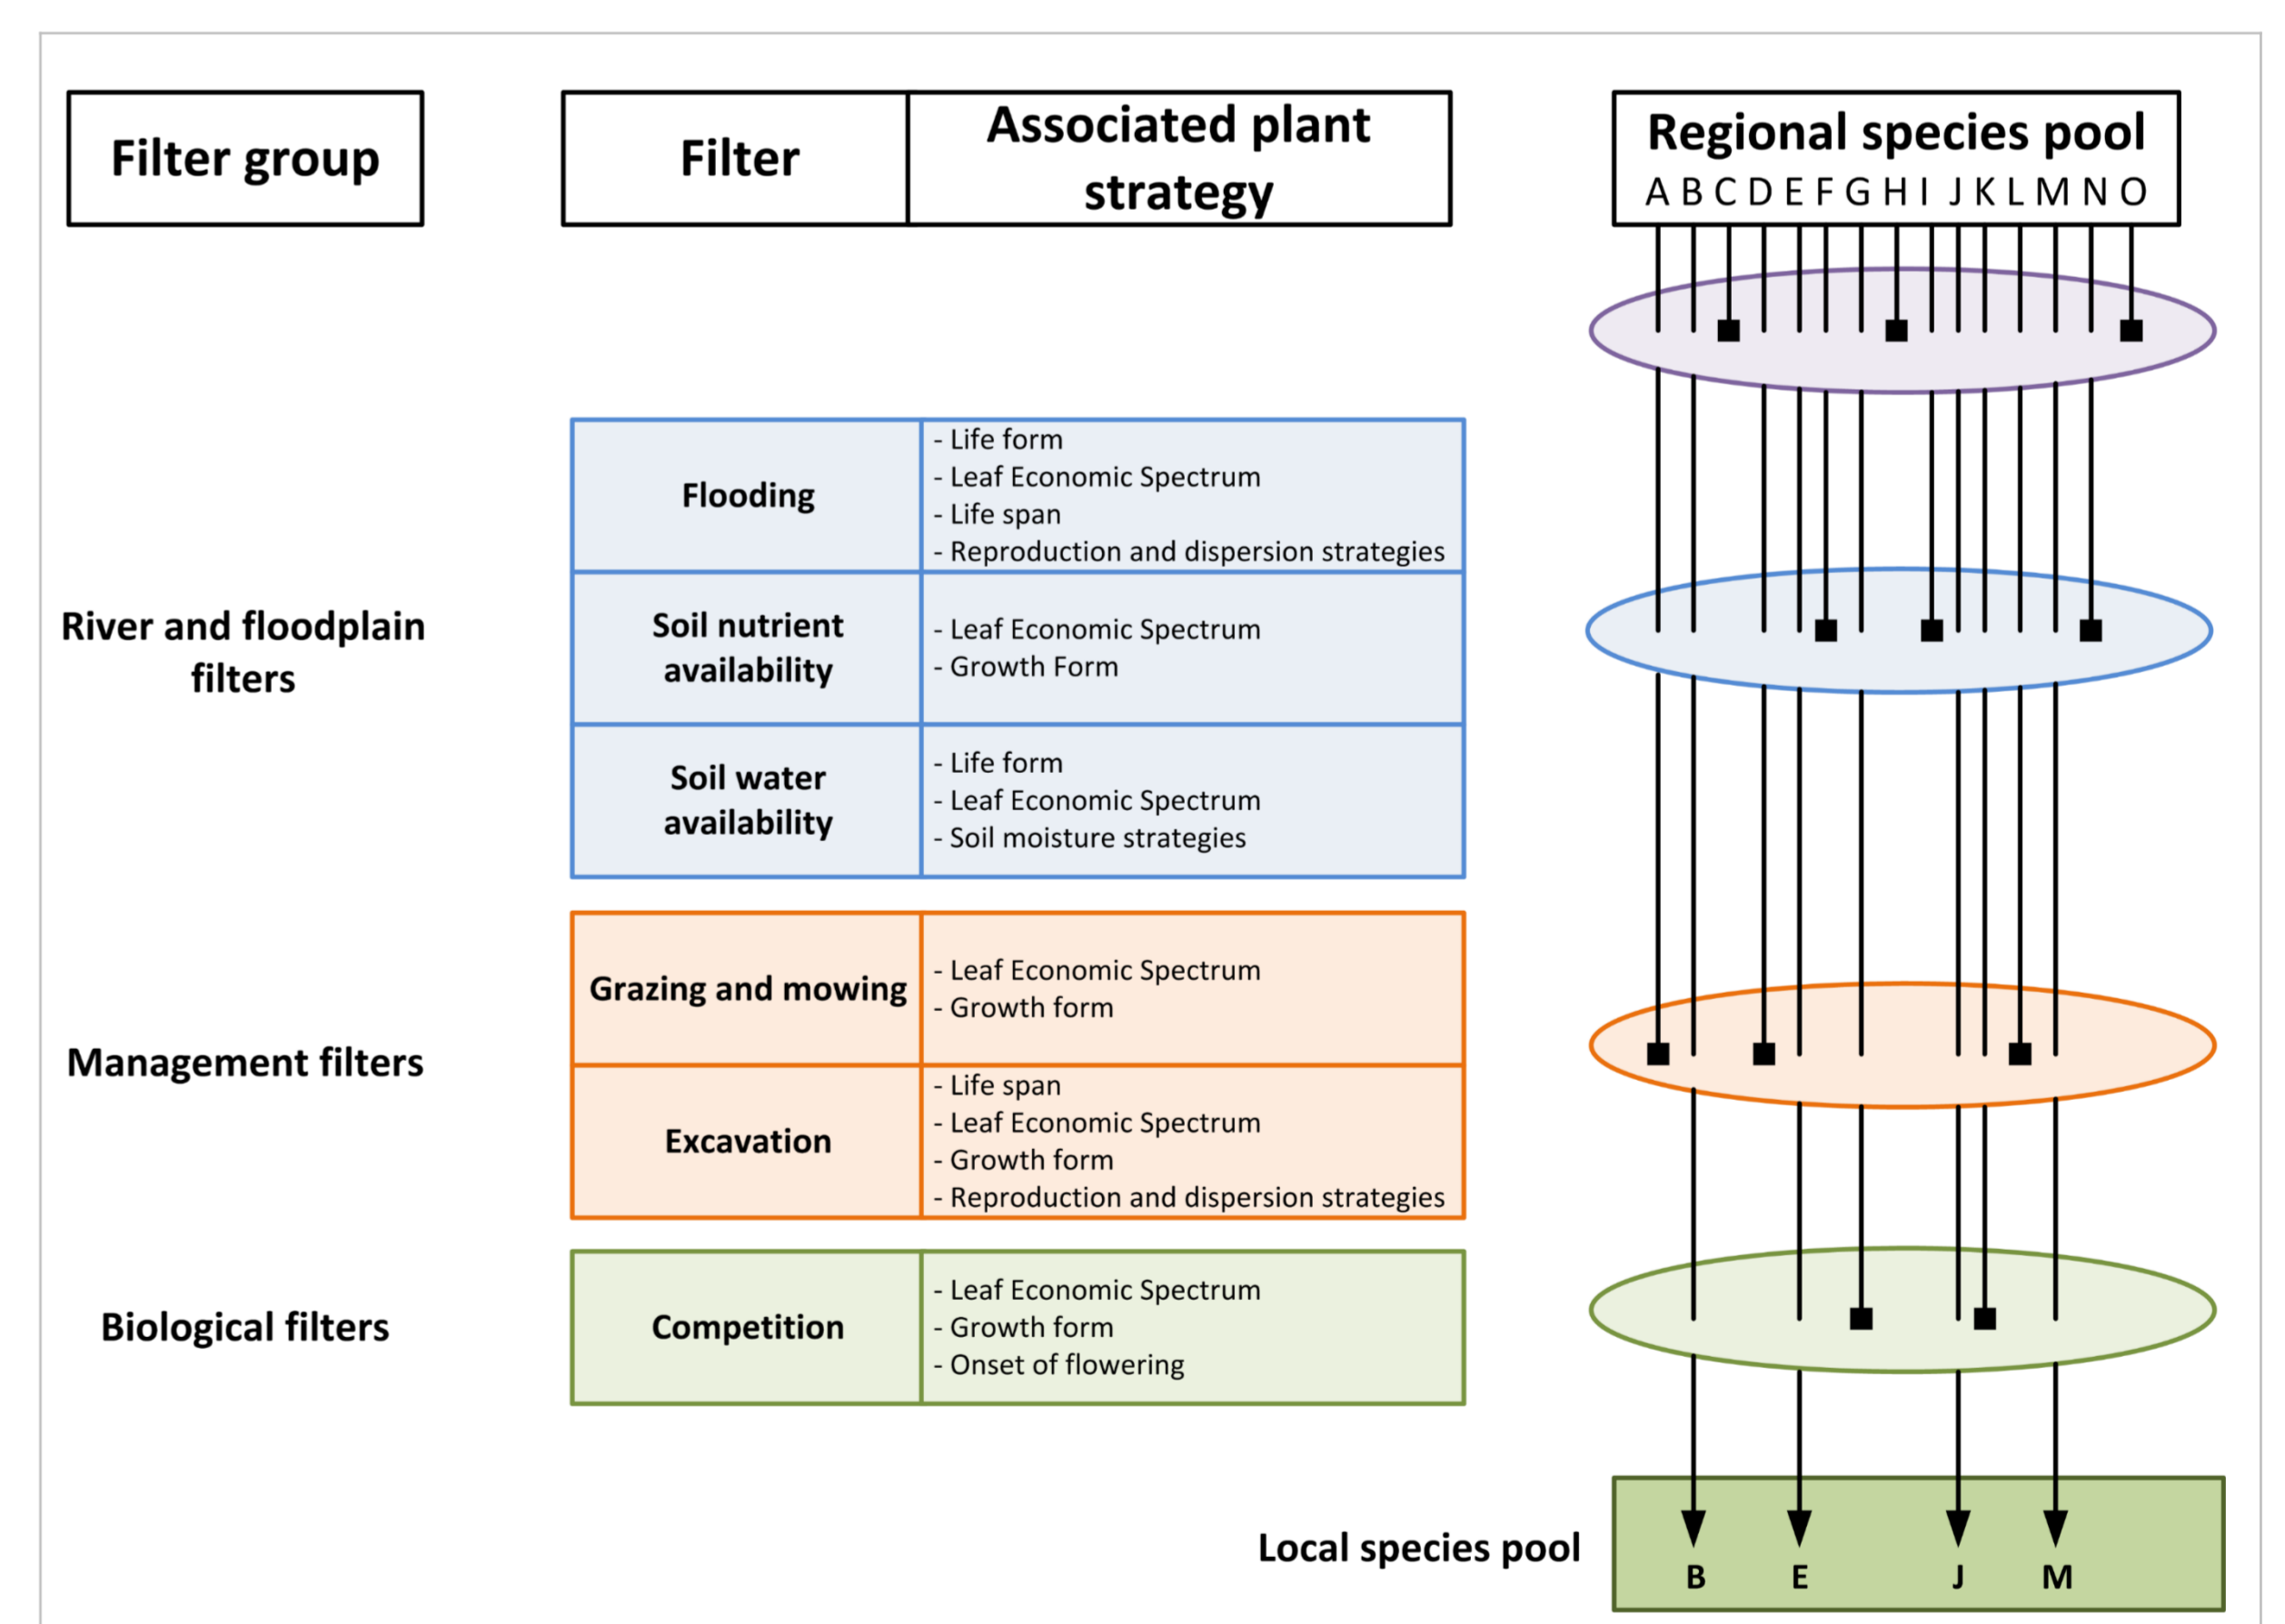 Filter group
Filter
Associated plant
strategy
Regional species pool
A B C D E F G H I J K L M N O
River and floodplain
filters
Flooding
- Life form
- Leaf Economic Spectrum
- Life span
- Reproduction and dispersion strategies
Soil nutrient
availability
- Leaf Economic Spectrum
- Growth Form
Soil water
availability
- Life form
- Leaf Economic Spectrum
- Soil moisture strategies
Management filters
Grazing and mowing
- Leaf Economic Spectrum
- Growth form
Excavation
- Life span
- Leaf Economic Spectrum
- Growth form
- Reproduction and dispersion strategies
Biological filters
Competition
- Leaf Economic Spectrum
- Growth form
- Onset of flowering
Local species pool
B E J M